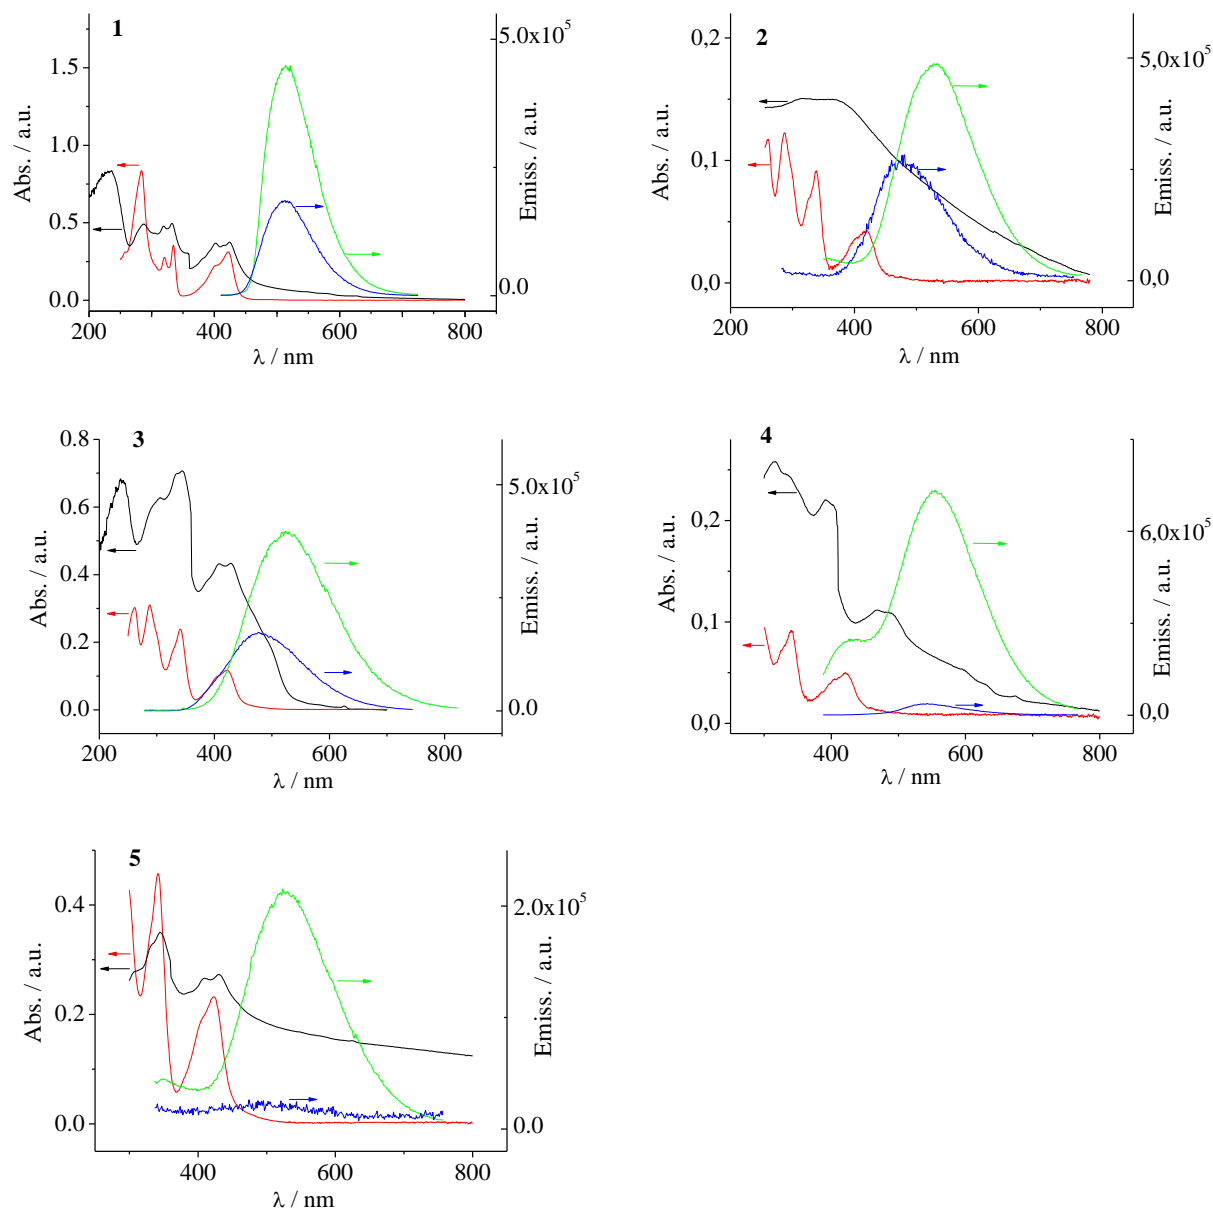 1
5.0x10^5
1.5
1.0
0.5
0.0
0.0
Abs. / a.u.
Emiss. / a.u.
200 400 600 800
λ / nm
2
0,2
0,1
0,0
5,0x10^5
0,0
Abs. / a.u.
Emiss. / a.u.
200 400 600 800
λ / nm
3
0.8
0.6
0.4
0.2
0.0
5.0x10^5
0.0
Abs. / a.u.
Emiss. / a.u.
200 400 600 800
λ / nm
4
0,2
0,1
0,0
6,0x10^5
0,0
Abs. / a.u.
Emiss. / a.u.
400 600 800
λ / nm
5
0.4
0.2
0.0
2.0x10^5
0.0
Abs. / a.u.
Emiss. / a.u.
400 600 800
λ / nm